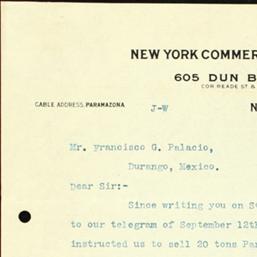 NEW YORK COMMER
605 DUN B
COR READE ST &
CABLE ADDRESS, PARAMAZONA
J-W
N
Mr. Francisco G. Palacio,
Durango, Mexico.
Dear Sir:-
Since writing you on S
to our telegram of September 12th
instructed us to sell 20 tons Par